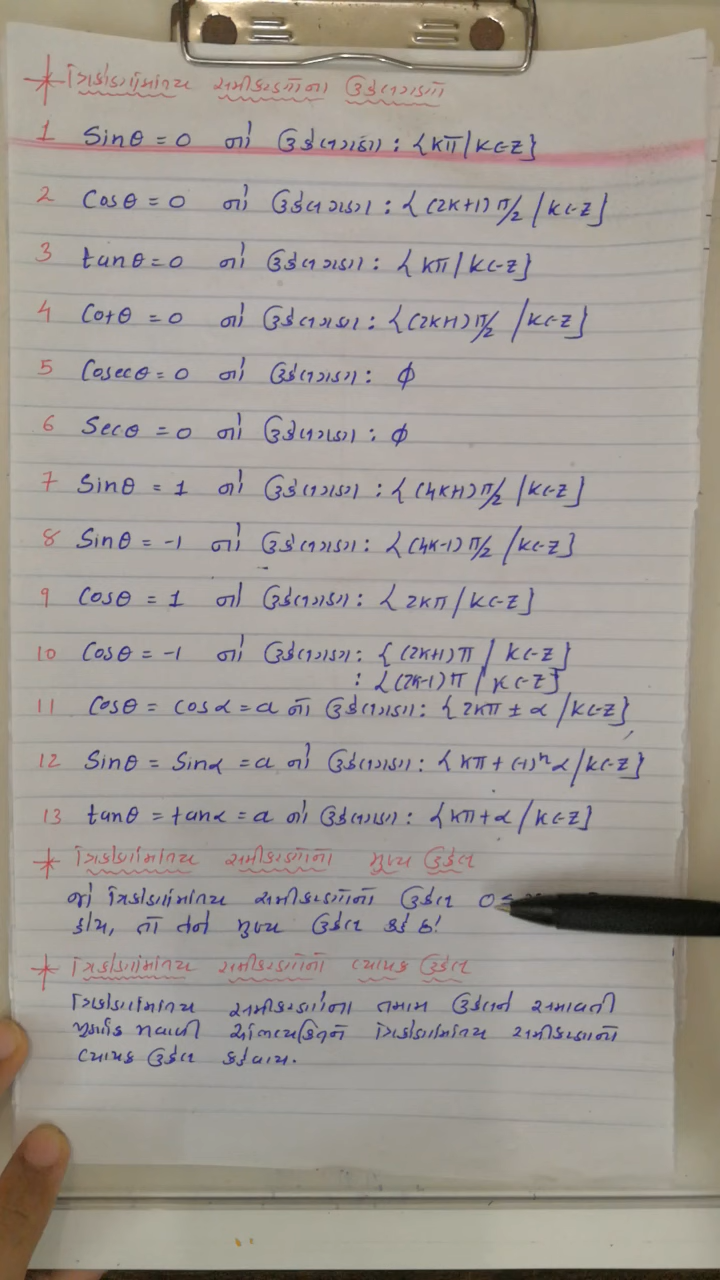 * ત્રિકોણમિતીય સમીકરણોના ઉકેલગણો
1 Sinθ = 0 નો ઉકેલગણ : {kπ/k∈Z}
2 Cosθ = 0 નો ઉકેલગણ : {(2k+1)π/2 /k∈Z}
3 tanθ = 0 નો ઉકેલગણ : {kπ/k∈Z}
4 Cotθ = 0 નો ઉકેલગણ : {(2k+1)π/2 /k∈Z}
5 Cosecθ = 0 નો ઉકેલગણ : ϕ
6 Secθ = 0 નો ઉકેલગણ : ϕ
7 Sinθ = 1 નો ઉકેલગણ : {(4k+1)π/2 /k∈Z}
8 Sinθ = -1 નો ઉકેલગણ : {(4k-1)π/2 /k∈Z}
9 Cosθ = 1 નો ઉકેલગણ : {2kπ/k∈Z}
10 Cosθ = -1 નો ઉકેલગણ : {(2k+1)π / k∈Z}
: {(2k-1)π / k∈Z}
11 Cosθ = cosα = a નો ઉકેલગણ : {2kπ ± α /k∈Z}
12 Sinθ = Sinα = a નો ઉકેલગણ : {kπ + (-1)ⁿα/k∈Z}
13 tanθ = tanα = a નો ઉકેલગણ : {kπ+α /k∈Z}
* ત્રિકોણમિતીય સમીકરણોનો મુખ્ય ઉકેલ
જો ત્રિકોણમિતીય સમીકરણોનો ઉકેલ 0
હોય, તો તેને મુખ્ય ઉકેલ કહે છે!
* ત્રિકોણમિતીય સમીકરણોનો વ્યાપક ઉકેલ
ત્રિકોણમિતીય સમીકરણોના તમામ ઉકેલને સમાવતી
પૂર્ણાંક મવાળી અભિવ્યક્તિને ત્રિકોણમિતીય સમીકરણોનો
વ્યાપક ઉકેલ કહેવાય.